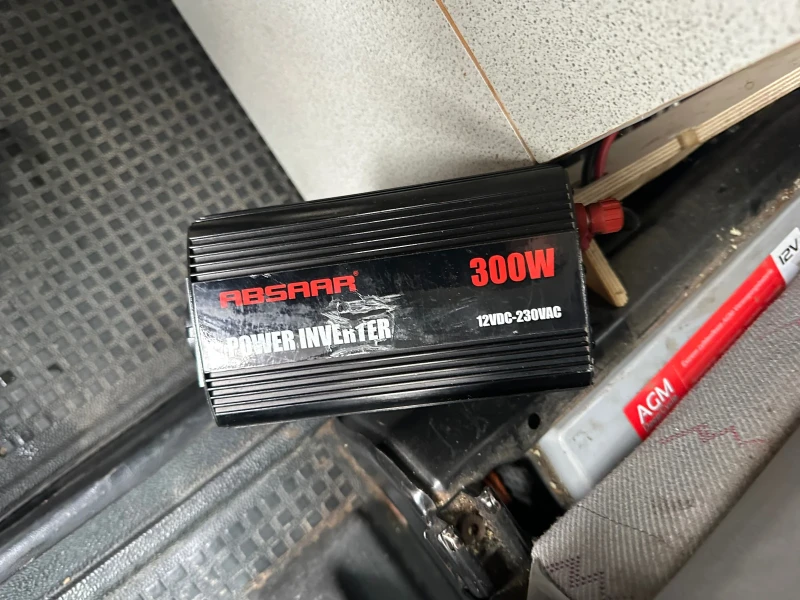 ABSAAR®
300W
POWER INVERTER
12VDC-230VAC
12V
AGM